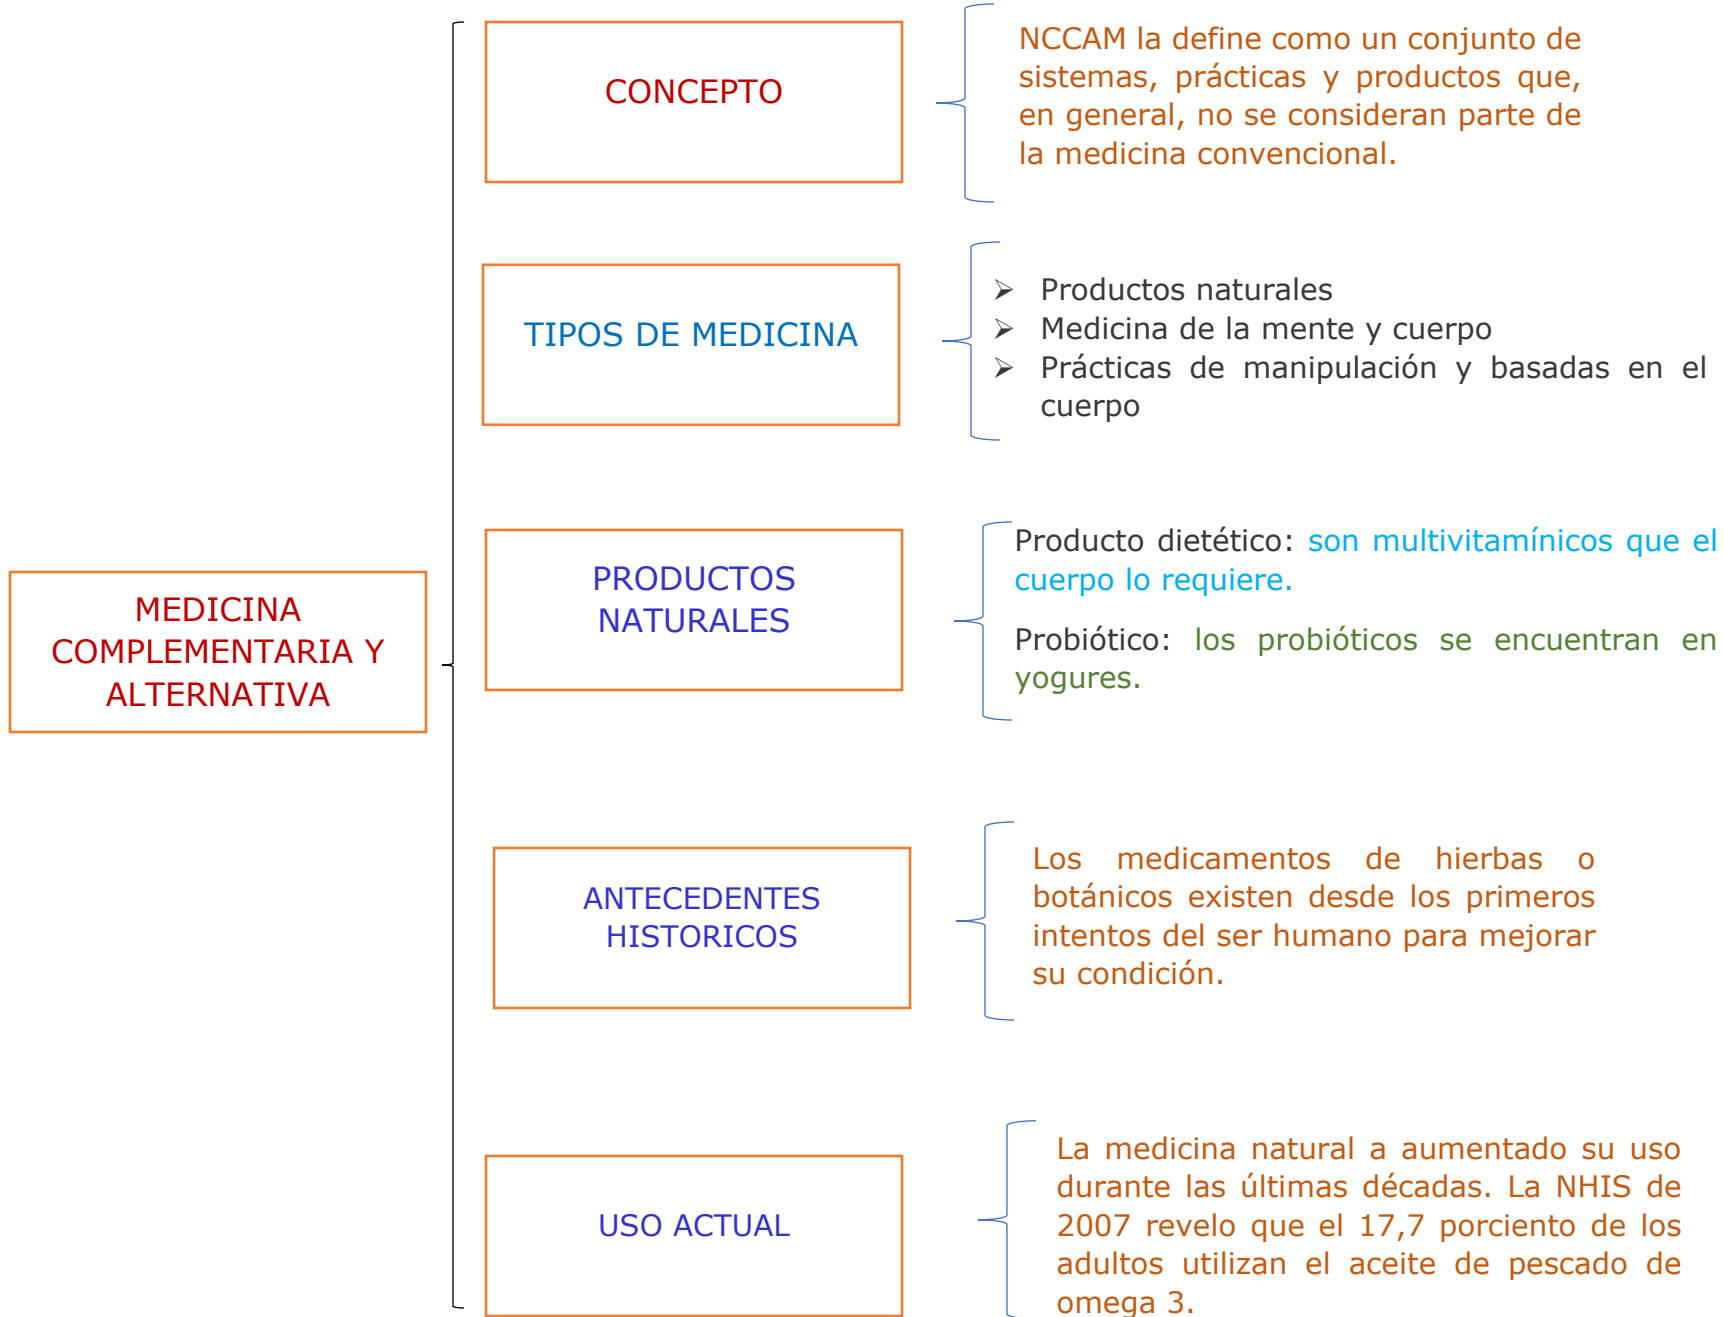 MEDICINA
COMPLEMENTARIA Y
ALTERNATIVA
CONCEPTO
NCCAM la define como un conjunto de
sistemas, prácticas y productos que,
en general, no se consideran parte de
la medicina convencional.
TIPOS DE MEDICINA
➢ Productos naturales
➢ Medicina de la mente y cuerpo
➢ Prácticas de manipulación y basadas en el
cuerpo
PRODUCTOS
NATURALES
Producto dietético: son multivitamínicos que el
cuerpo lo requiere.
Probiótico: los probióticos se encuentran en
yogures.
ANTECEDENTES
HISTORICOS
Los medicamentos de hierbas o
botánicos existen desde los primeros
intentos del ser humano para mejorar
su condición.
USO ACTUAL
La medicina natural a aumentado su uso
durante las últimas décadas. La NHIS de
2007 revelo que el 17,7 porciento de los
adultos utilizan el aceite de pescado de
omega 3.